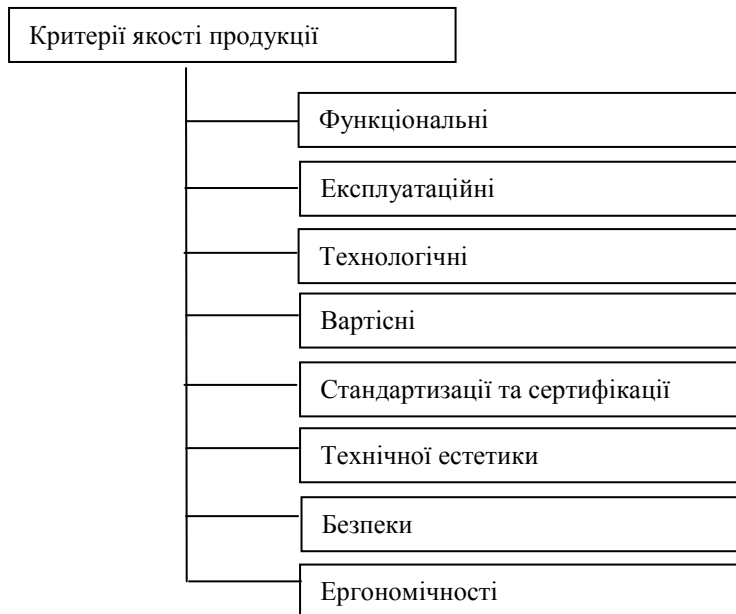 Критерії якості продукції
Функціональні
Експлуатаційні
Технологічні
Вартісні
Стандартизації та сертифікації
Технічної естетики
Безпеки
Ергономічності